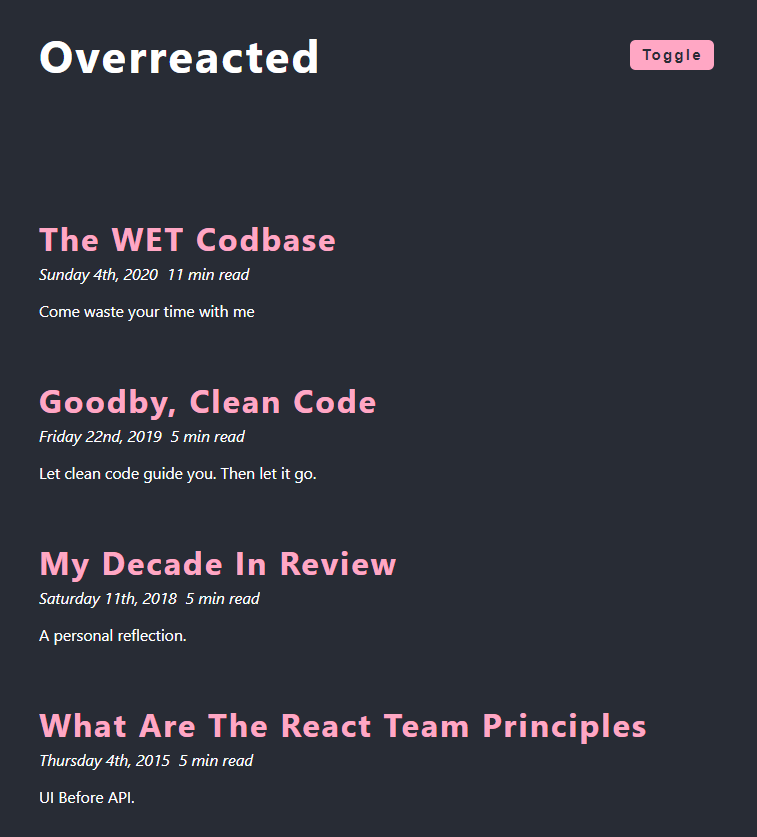 Overreacted
Toggle
The WET Codbase
Sunday 4th, 2020 11 min read
Come waste your time with me
Goodby, Clean Code
Friday 22nd, 2019 5 min read
Let clean code guide you. Then let it go.
My Decade In Review
Saturday 11th, 2018 5 min read
A personal reflection.
What Are The React Team Principles
Thursday 4th, 2015 5 min read
UI Before API.